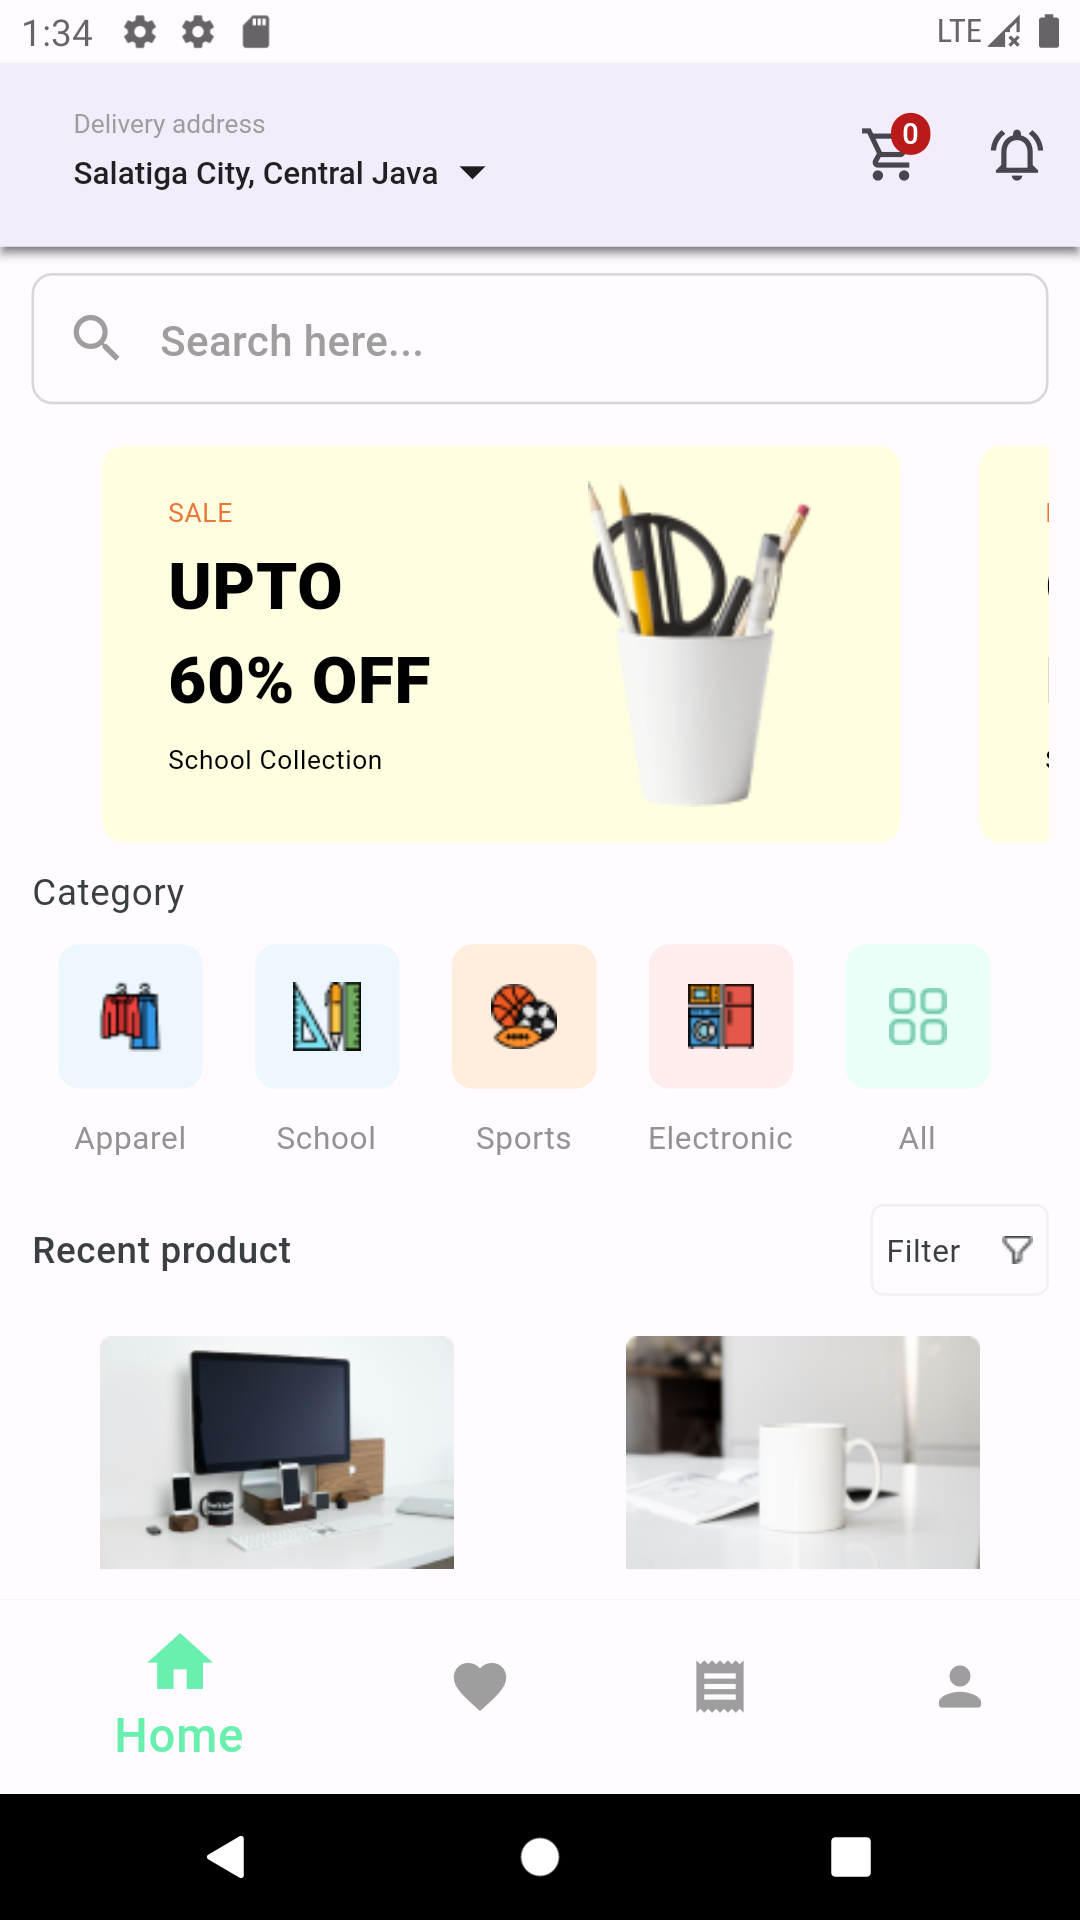 1:34
LTE
Delivery address
Salatiga City, Central Java
0
Search here...
SALE
UPTO
60% OFF
School Collection
Category
Apparel
School
Sports
Electronic
All
Recent product
Filter
Home